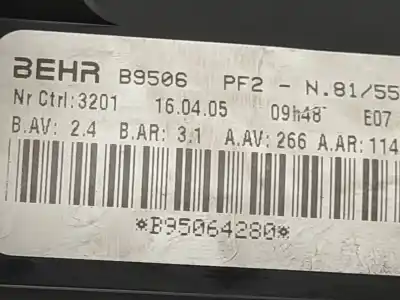 BEHR B9506 PF2 - N.81/55
Nr Ctrl:3201 16.04.05 09h48 E07
B.AV: 2.4 B.AR: 3.1 A.AV: 266 A.AR: 114
*B95064280*